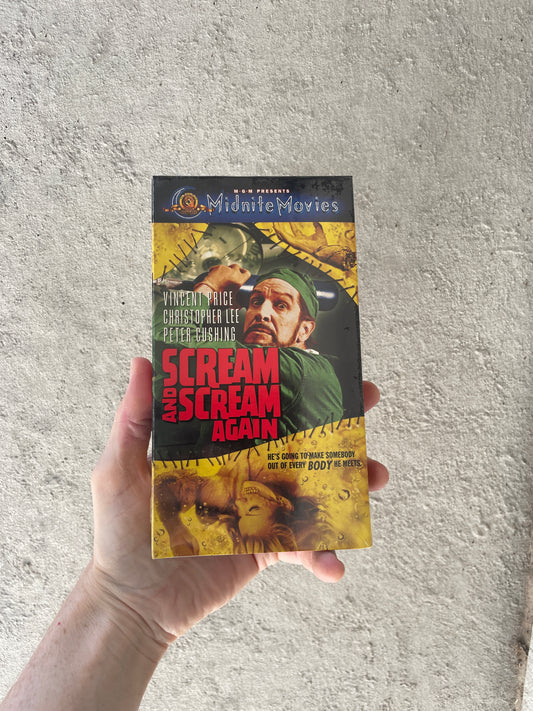 M·G·M PRESENTS
Midnite Movies
VINCENT PRICE
CHRISTOPHER LEE
PETER CUSHING
SCREAM
AND SCREAM
AGAIN
HE'S GOING TO MAKE SOMEBODY
OUT OF EVERY BODY HE MEETS.